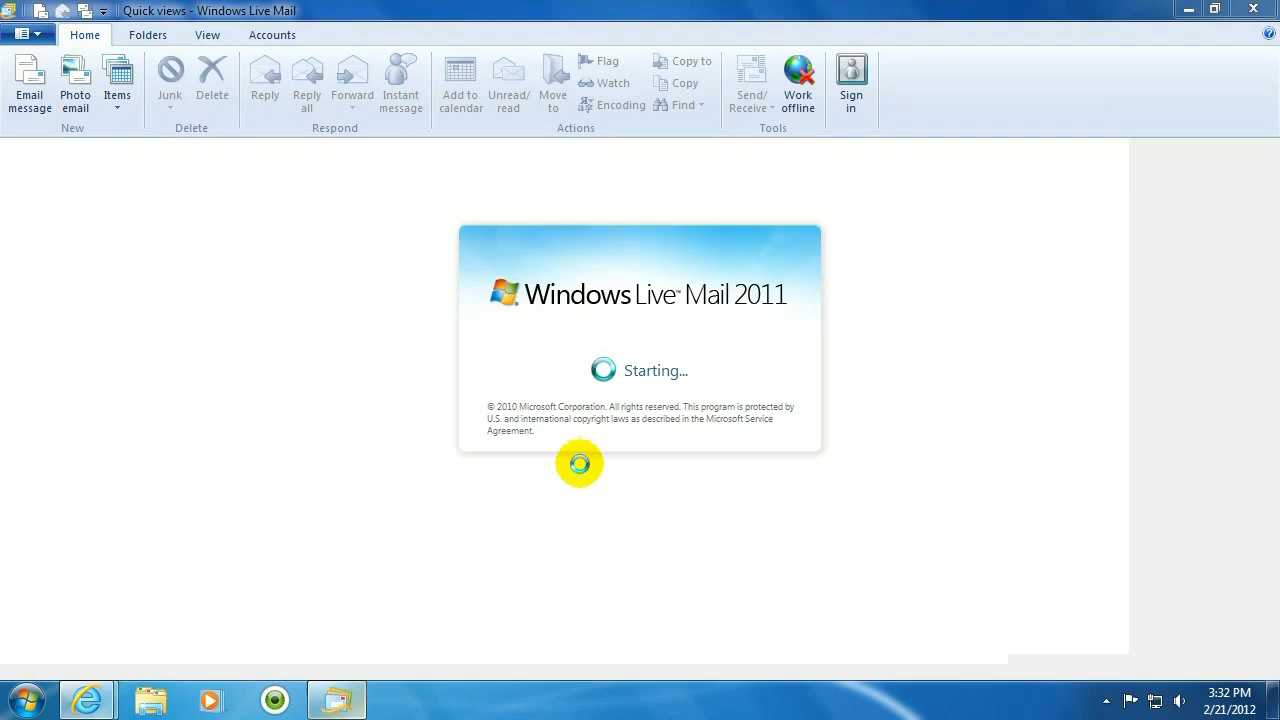 Quick views - Windows Live Mail
Home Folders View Accounts
Email message
Photo email
Items
Junk
Delete
Reply
Reply all
Forward
Instant message
Add to calendar
Unread/ read
Move to
Flag
Watch
Encoding
Copy to
Copy
Find
Send/ Receive
Work offline
Sign in
New Delete Respond Actions Tools
Windows Live™ Mail 2011
Starting...
© 2010 Microsoft Corporation. All rights reserved. This program is protected by
U.S. and international copyright laws as described in the Microsoft Service
Agreement.
3:32 PM
2/21/2012